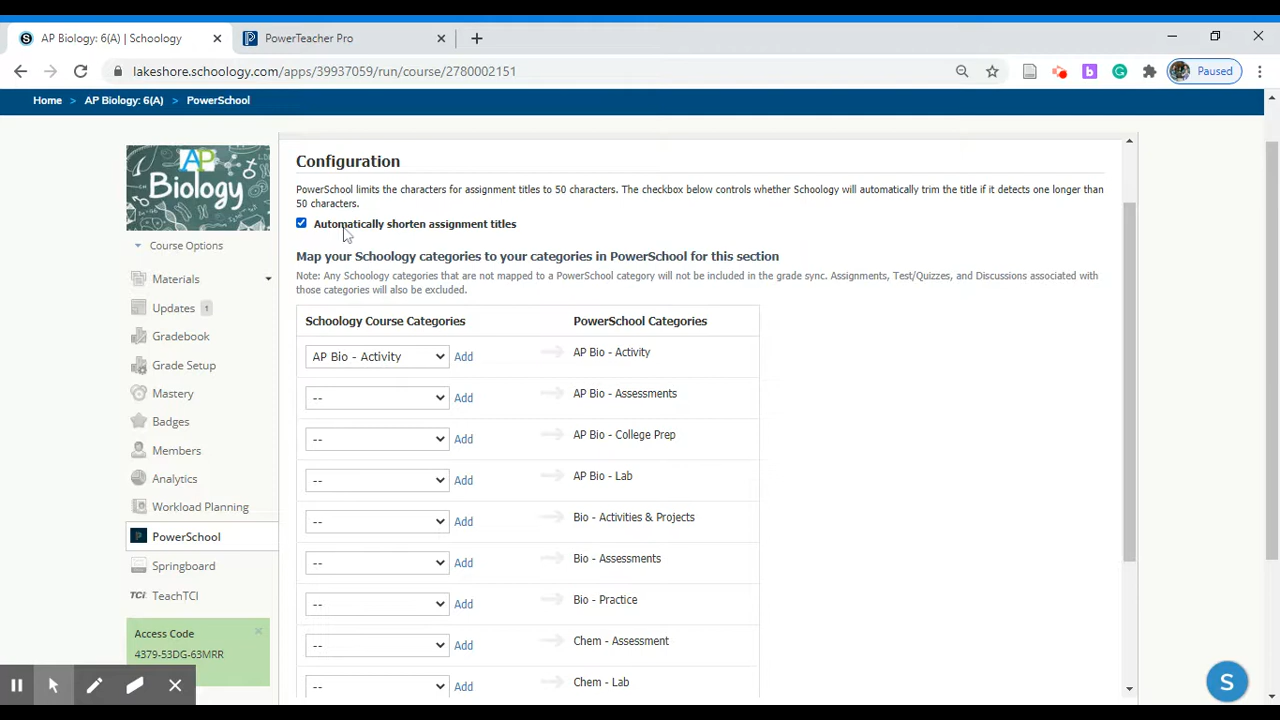 AP Biology: 6(A) | Schoology
PowerTeacher Pro
lakeshore.schoology.com/apps/39937059/run/course/2780002151
Paused
Home > AP Biology: 6(A) > PowerSchool
AP
Biology
Course Options
Materials
Updates 1
Gradebook
Grade Setup
Mastery
Badges
Members
Analytics
Workload Planning
PowerSchool
Springboard
TCi TeachTCI
Access Code
4379-53DG-63MRR
Configuration
PowerSchool limits the characters for assignment titles to 50 characters. The checkbox below controls whether Schoology will automatically trim the title if it detects one longer than
50 characters.
Automatically shorten assignment titles
Map your Schoology categories to your categories in PowerSchool for this section
Note: Any Schoology categories that are not mapped to a PowerSchool category will not be included in the grade sync. Assignments, Test/Quizzes, and Discussions associated with
those categories will also be excluded.
Schoology Course Categories PowerSchool Categories
AP Bio - Activity Add AP Bio - Activity
-- Add AP Bio - Assessments
-- Add AP Bio - College Prep
-- Add AP Bio - Lab
-- Add Bio - Activities & Projects
-- Add Bio - Assessments
-- Add Bio - Practice
-- Add Chem - Assessment
-- Add Chem - Lab
S